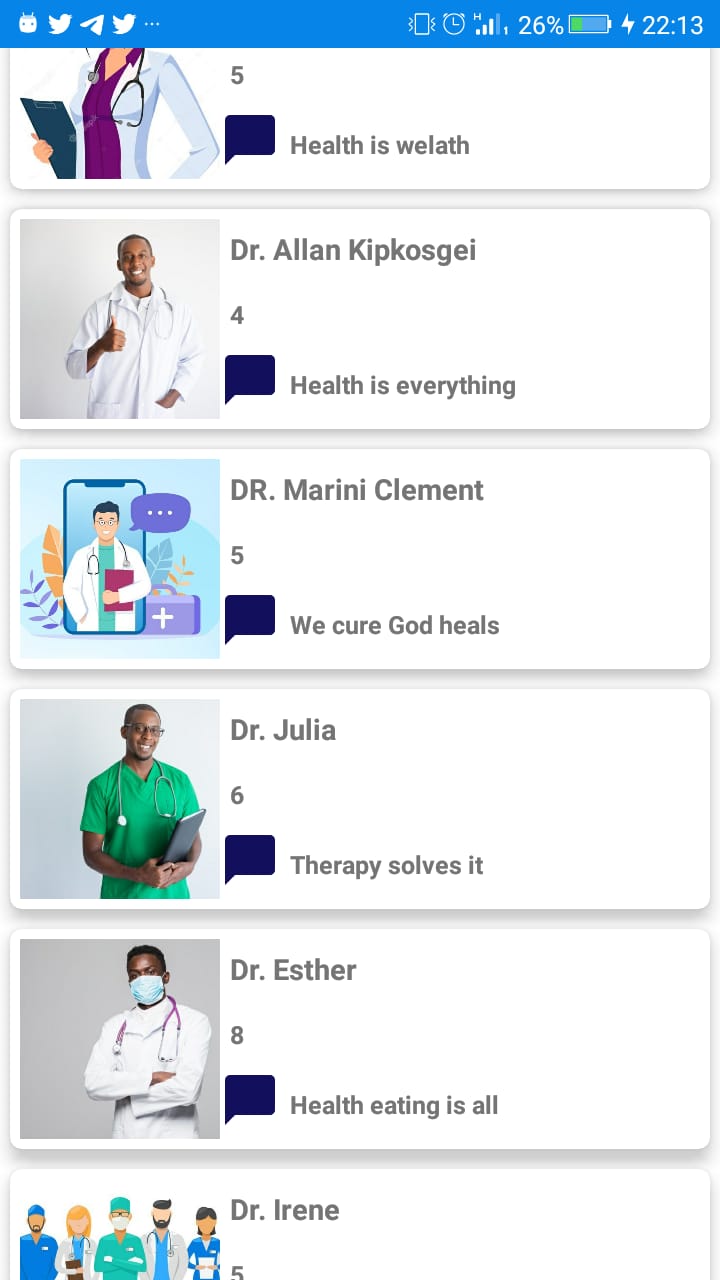 26% 22:13
5
Health is welath
Dr. Allan Kipkosgei
4
Health is everything
DR. Marini Clement
5
We cure God heals
Dr. Julia
6
Therapy solves it
Dr. Esther
8
Health eating is all
Dr. Irene
5